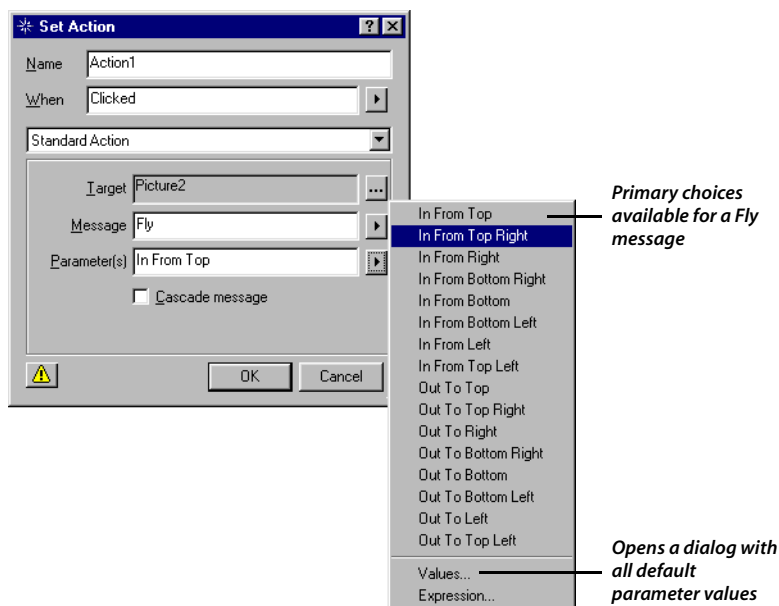 Set Action
Name Action1
When Clicked
Standard Action
Target Picture2 ...
Message Fly
Parameter(s) In From Top
Cascade message
OK Cancel
In From Top
In From Top Right
In From Right
In From Bottom Right
In From Bottom
In From Bottom Left
In From Left
In From Top Left
Out To Top
Out To Top Right
Out To Right
Out To Bottom Right
Out To Bottom
Out To Bottom Left
Out To Left
Out To Top Left
Values...
Expression...
Primary choices
available for a Fly
message
Opens a dialog with
all default
parameter values